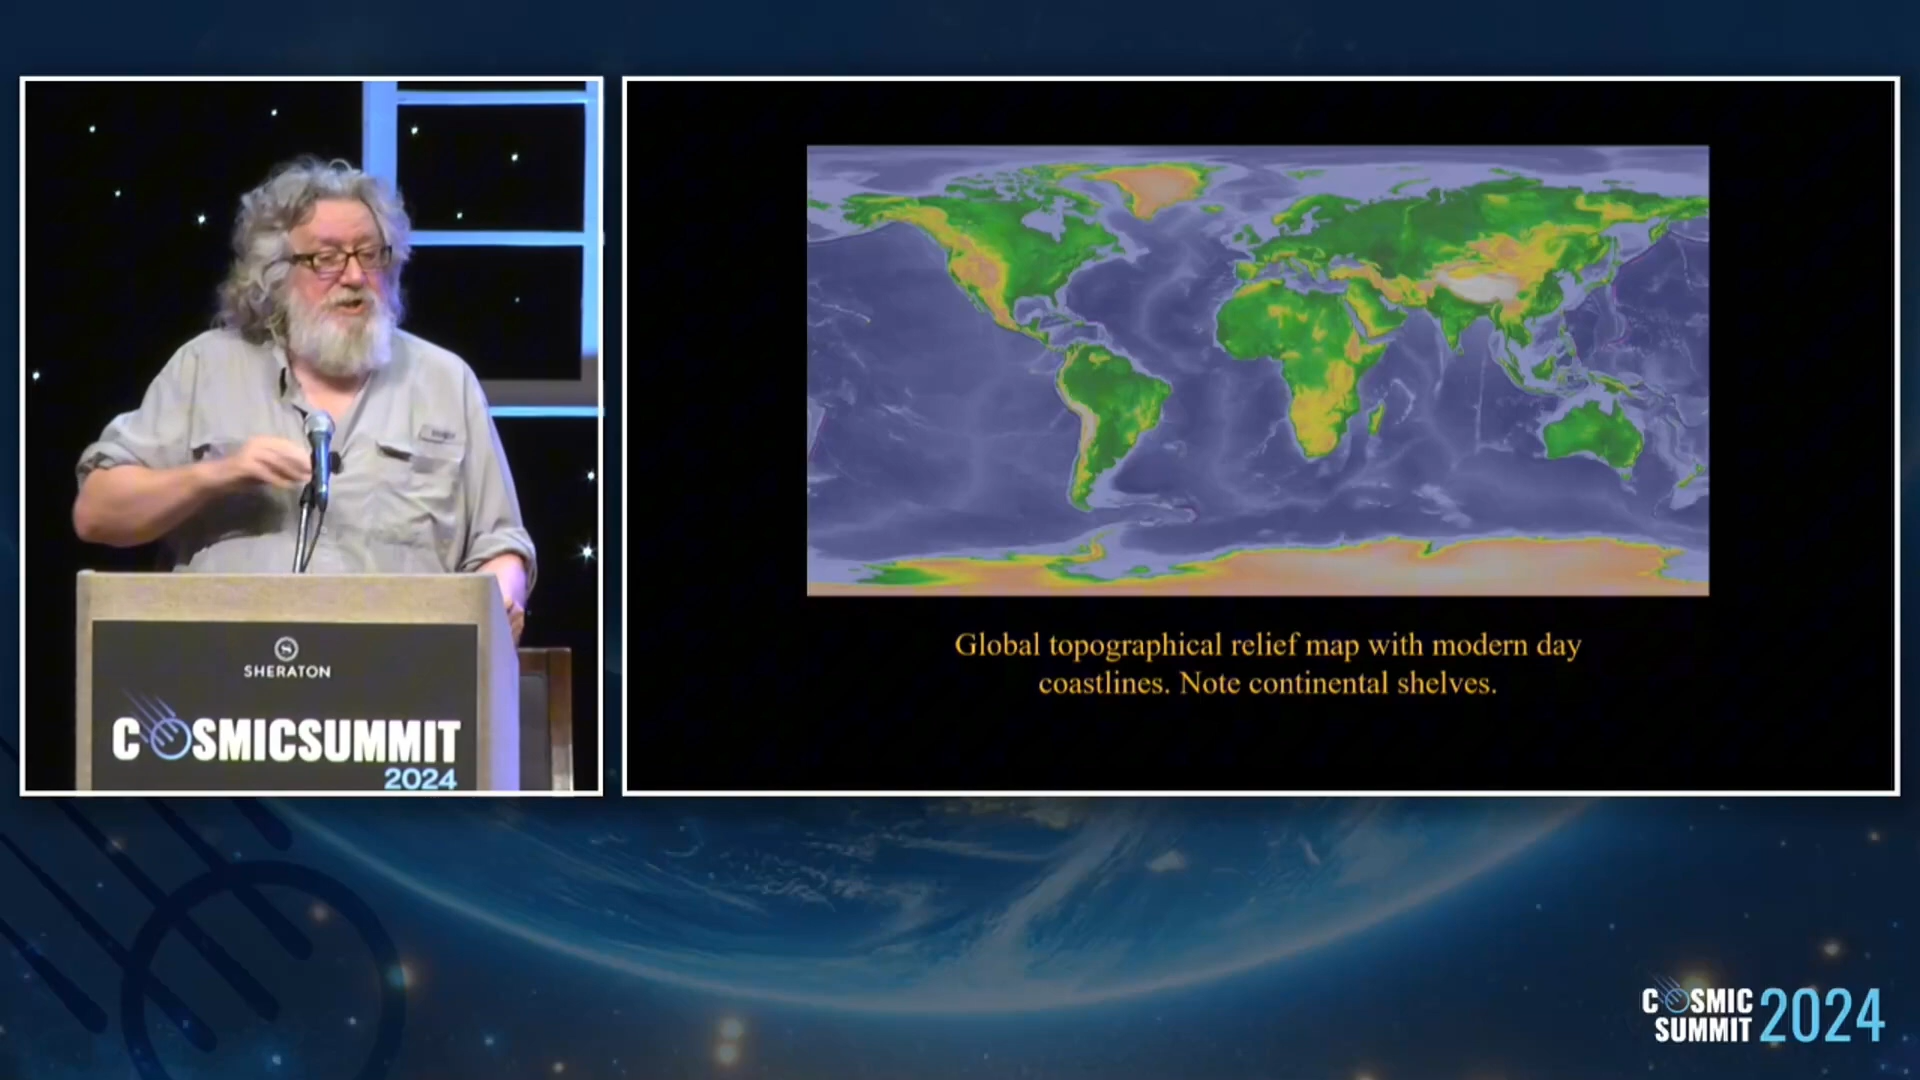 Global topographical relief map with modern day
coastlines. Note continental shelves.
SHERATON
COSMICSUMMIT
2024
COSMIC
SUMMIT 2024